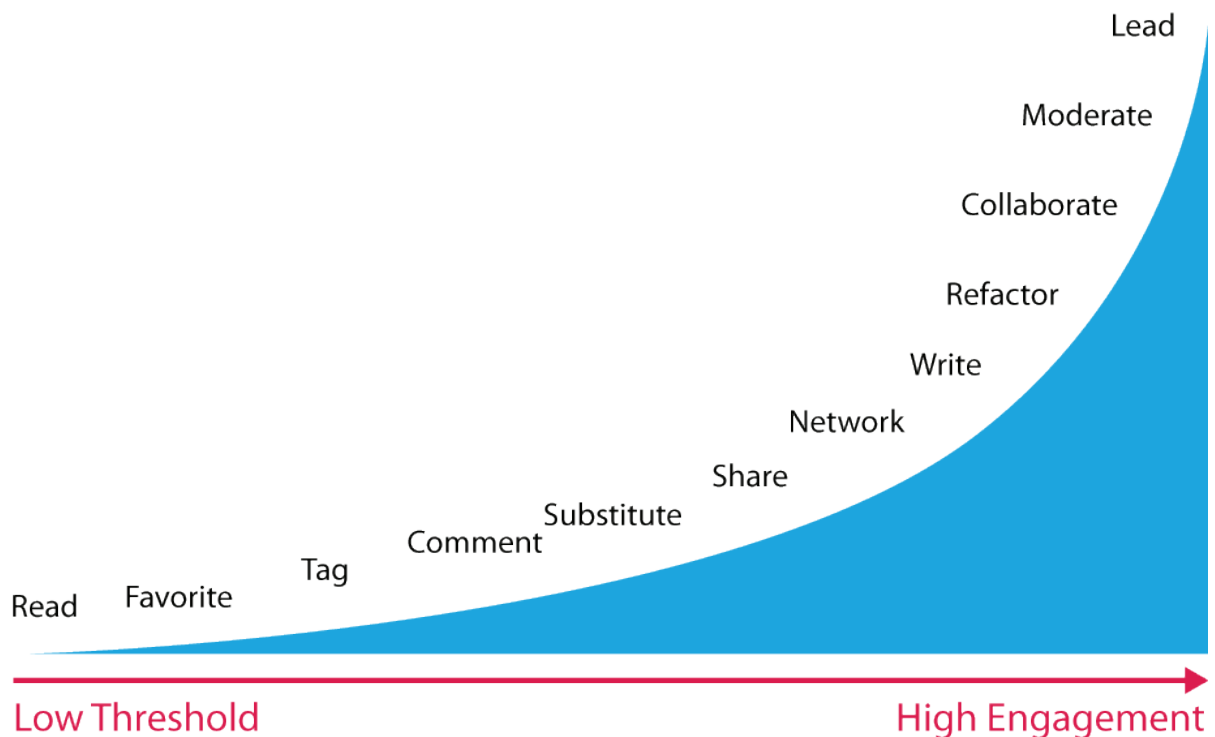 Lead
Moderate
Collaborate
Refactor
Write
Network
Share
Substitute
Comment
Tag
Favorite
Read
Low Threshold
High Engagement